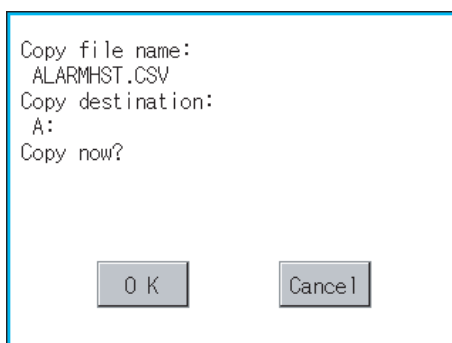 Copy file name:
ALARMHST.CSV
Copy destination:
A:
Copy now?
O K
Cancel